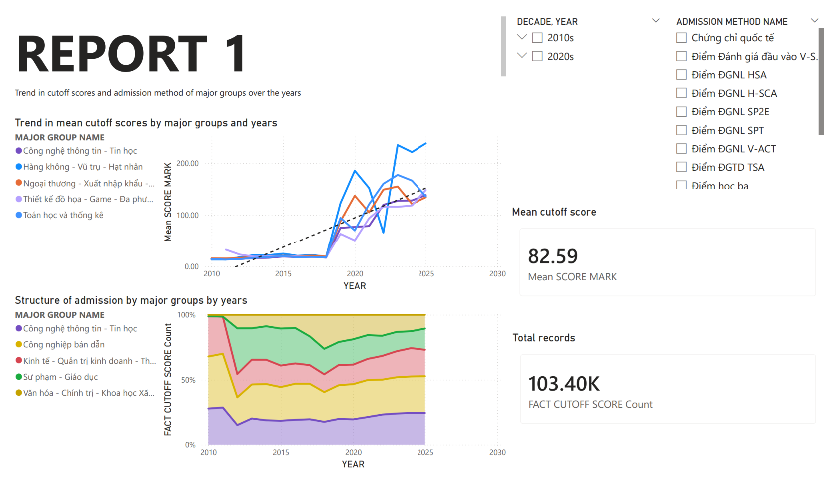 REPORT 1
Trend in cutoff scores and admission method of major groups over the years
DECADE, YEAR
2010s
2020s
ADMISSION METHOD NAME
Chứng chỉ quốc tế
Điểm Đánh giá đầu vào V-S.
Điểm ĐGNL HSA
Điểm ĐGNL H-SCA
Điểm ĐGNL SP2E
Điểm ĐGNL SPT
Điểm ĐGNL V-ACT
Điểm ĐGTD TSA
Điểm học bạ
Trend in mean cutoff scores by major groups and years
MAJOR GROUP NAME
Công nghệ thông tin - Tin học
Hàng không - Vũ trụ - Hạt nhân
Ngoại thương - Xuất nhập khẩu -...
Thiết kế đồ họa - Game - Đa phư...
Toán học và thống kê
Mean SCORE MARK
200.00
100.00
0.00
2010 2015 2020 2025 2030
YEAR
Mean cutoff score
82.59
Mean SCORE MARK
Structure of admission by major groups by years
MAJOR GROUP NAME
Công nghệ thông tin - Tin học
Công nghiệp bán dẫn
Kinh tế - Quản trị kinh doanh - Th...
Sư phạm - Giáo dục
Văn hóa - Chính trị - Khoa học Xã...
FACT CUTOFF SCORE Count
100%
50%
0%
2010 2015 2020 2025 2030
YEAR
Total records
103.40K
FACT CUTOFF SCORE Count